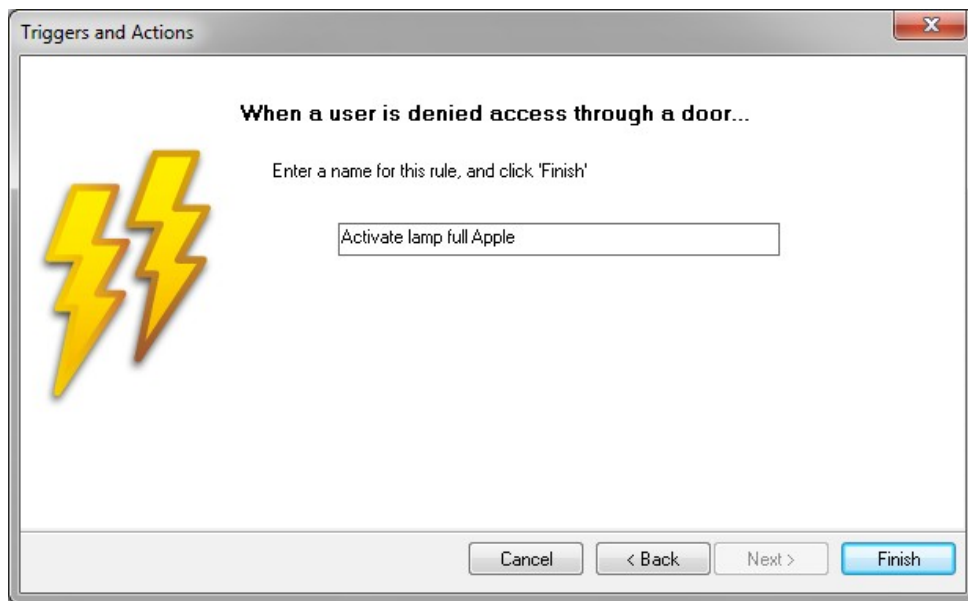 Triggers and Actions
When a user is denied access through a door...
Enter a name for this rule, and click 'Finish'
Activate lamp full Apple
Cancel
< Back
Next >
Finish